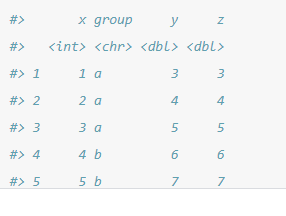 #>       x group     y     z
#>   <int> <chr> <dbl> <dbl>
#> 1     1 a         3     3
#> 2     2 a         4     4
#> 3     3 a         5     5
#> 4     4 b         6     6
#> 5     5 b         7     7